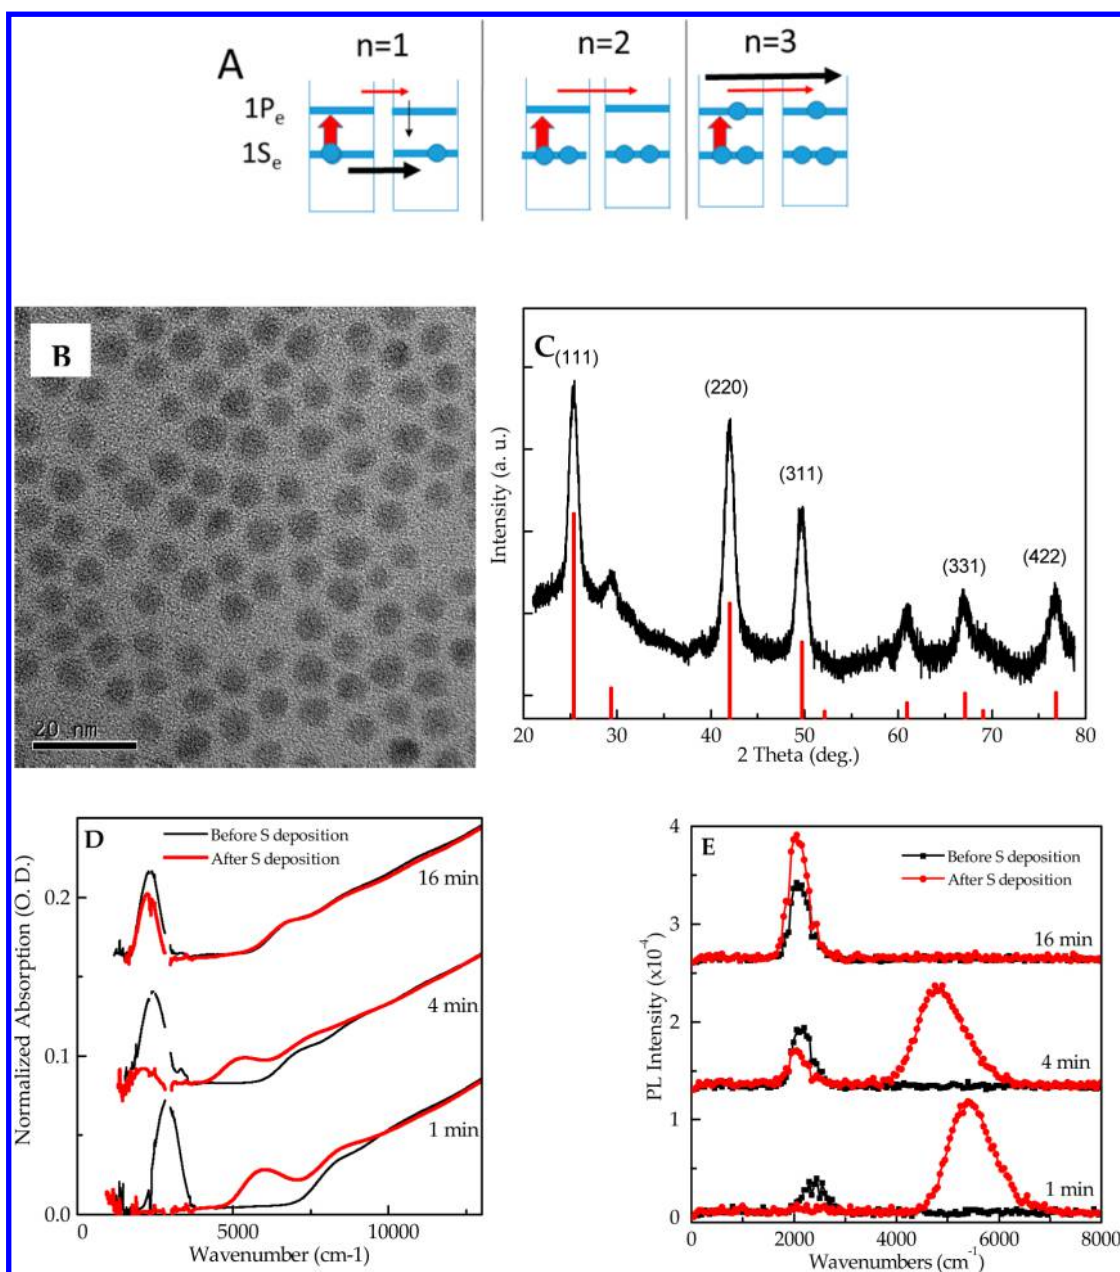 A
n=1
n=2
n=3
1Pe
1Se
B
20 nm
C
(111)
(220)
(311)
(331)
(422)
Intensity (a. u.)
20 30 40 50 60 70 80
2 Theta (deg.)
D
Before S deposition
After S deposition
16 min
4 min
1 min
0.2
0.1
0.0
Normalized Absorption (O. D.)
0 5000 10000
Wavenumber (cm-1)
E
Before S deposition
After S deposition
16 min
4 min
1 min
4
3
2
1
0
PL Intensity (x10⁻⁴)
0 2000 4000 6000 8000
Wavenumbers (cm⁻¹)